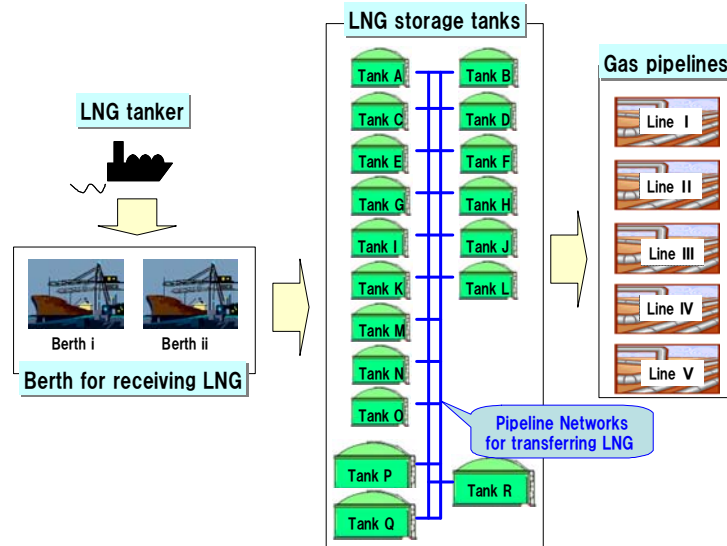 LNG storage tanks
Gas pipelines
LNG tanker
Tank A
Tank B
Tank C
Tank D
Tank E
Tank F
Tank G
Tank H
Tank I
Tank J
Tank K
Tank L
Tank M
Tank N
Tank O
Tank P
Tank R
Tank Q
Line I
Line II
Line III
Line IV
Line V
Berth i
Berth ii
Berth for receiving LNG
Pipeline Networks
for transferring LNG